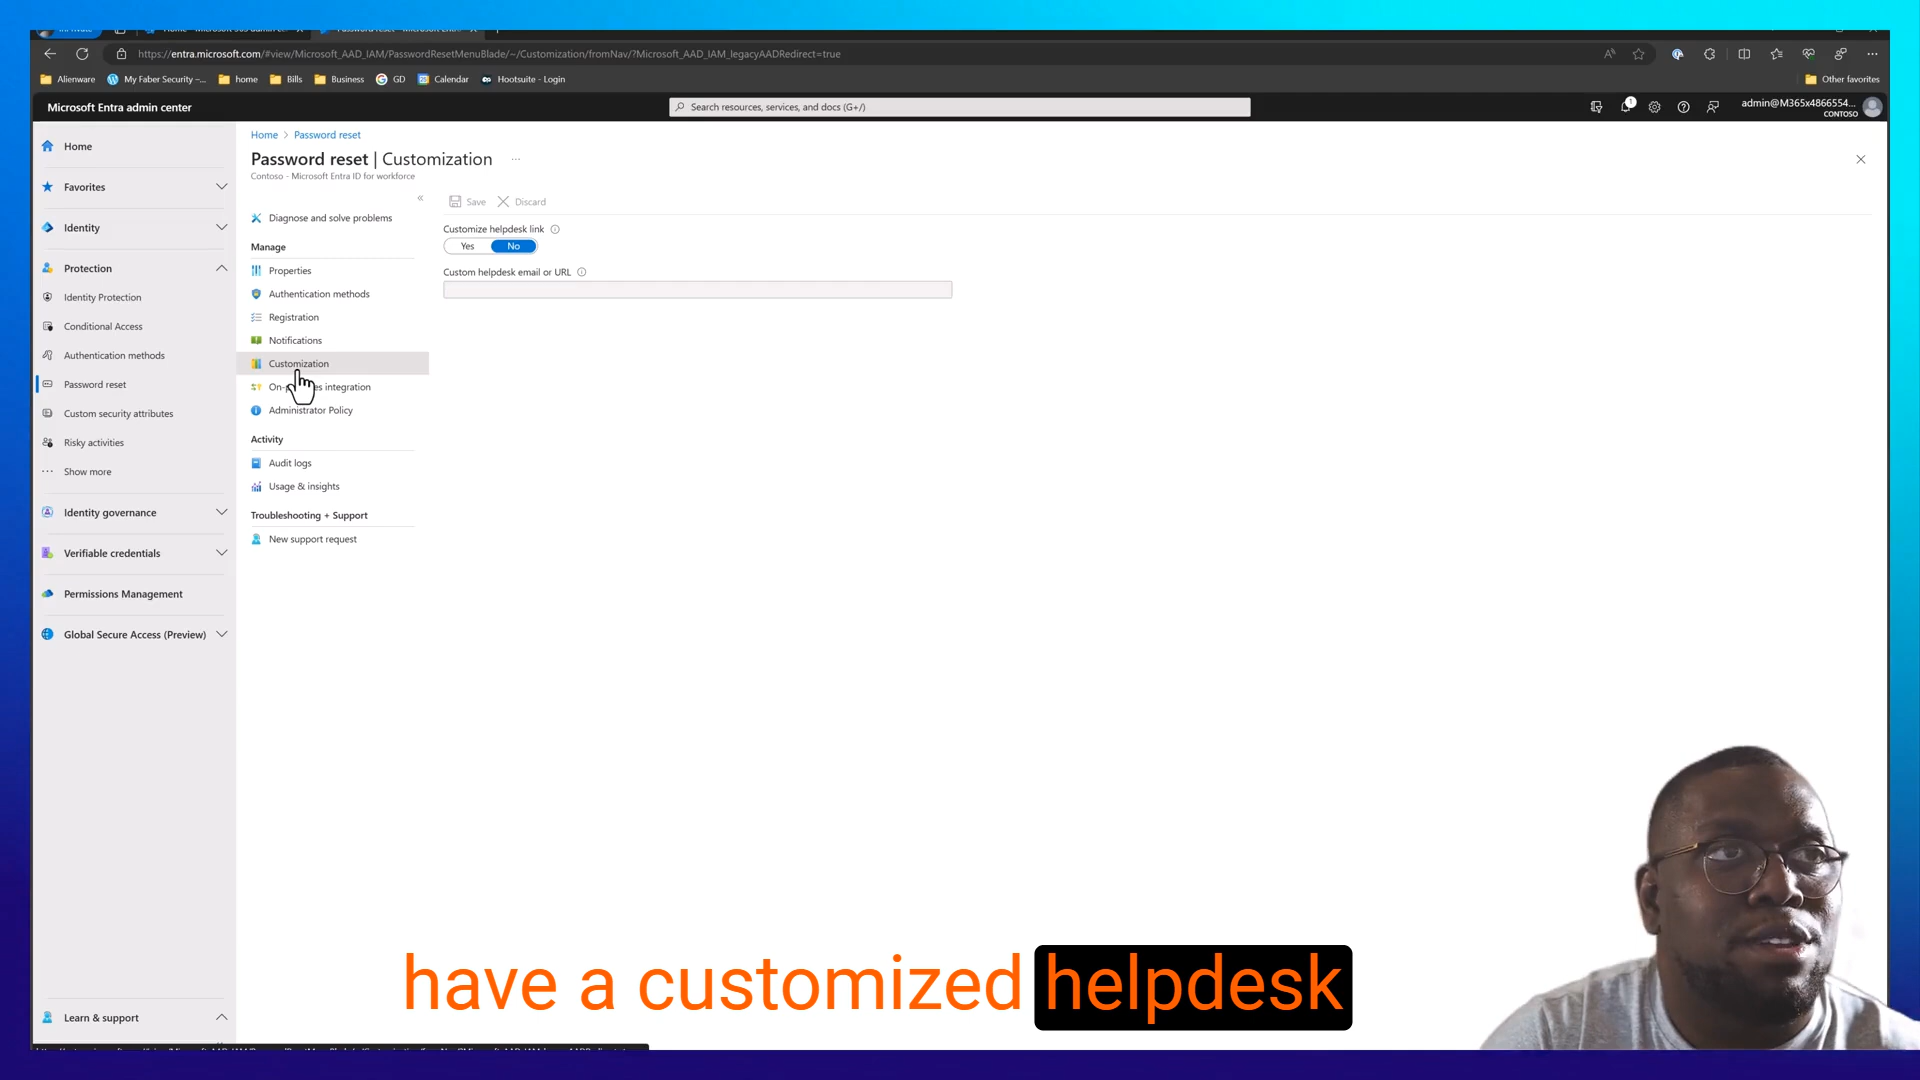 https://entra.microsoft.com/#view/Microsoft_AAD_IAM/PasswordResetMenuBlade/~/Customization/fromNav/?Microsoft_AAD_IAM_legacyAADRedirect=true
Alienware
My Faber Security –...
home
Bills
Business
GD
Calendar
Hootsuite - Login
Other favorites
Microsoft Entra admin center
Search resources, services, and docs (G+/)
1
admin@M365x4866554...
CONTOSO
Home
Favorites
Identity
Protection
Identity Protection
Conditional Access
Authentication methods
Password reset
Custom security attributes
Risky activities
Show more
Identity governance
Verifiable credentials
Permissions Management
Global Secure Access (Preview)
Learn & support
Home > Password reset
Password reset | Customization ...
Contoso - Microsoft Entra ID for workforce
Diagnose and solve problems
Manage
Properties
Authentication methods
Registration
Notifications
Customization
integration
Administrator Policy
Activity
Audit logs
Usage & insights
Troubleshooting + Support
New support request
Save
Discard
Customize helpdesk link
Yes
No
Custom helpdesk email or URL
have a customized helpdesk